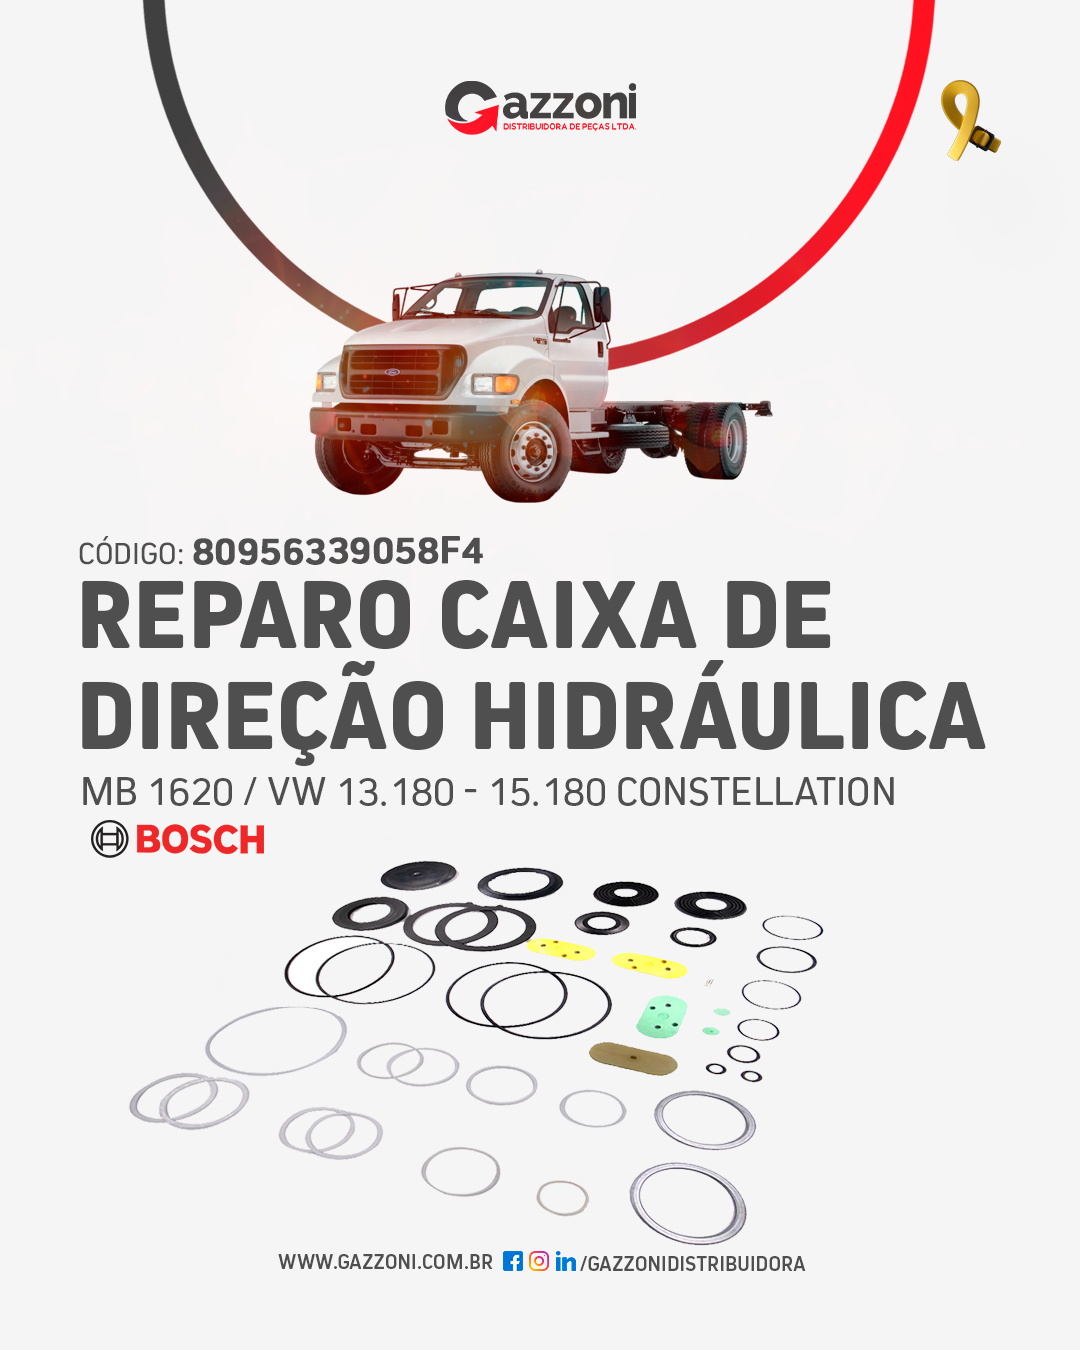 Gazzoni
DISTRIBUIDORA DE PEÇAS LTDA.
Ford
CÓDIGO: 80956339058F4
REPARO CAIXA DE
DIREÇÃO HIDRÁULICA
MB 1620 / VW 13.180 - 15.180 CONSTELLATION
BOSCH
WWW.GAZZONI.COM.BR /GAZZONIDISTRIBUIDORA